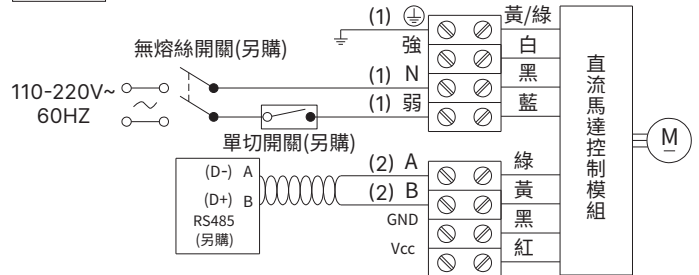 (1) 黃/綠
強 白
無熔絲開關(另購)
(1) N 黑
110-220V~
60HZ
(1) 弱 藍
單切開關(另購)
直流馬達控制模組
M
(D-) A (2) A 綠
(D+) B (2) B 黃
RS485
(另購)
GND 黑
Vcc 紅